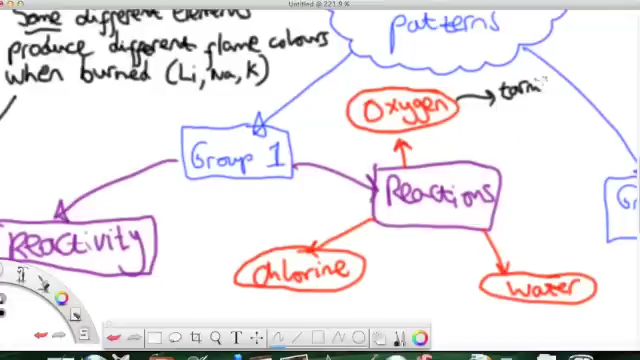 Untitled @ 221.9 %
Some different elements
produce different flame colours
when burned (Li, Na, K)
Patterns
Oxygen
Group 1
Reactions
Reactivity
Chlorine
water